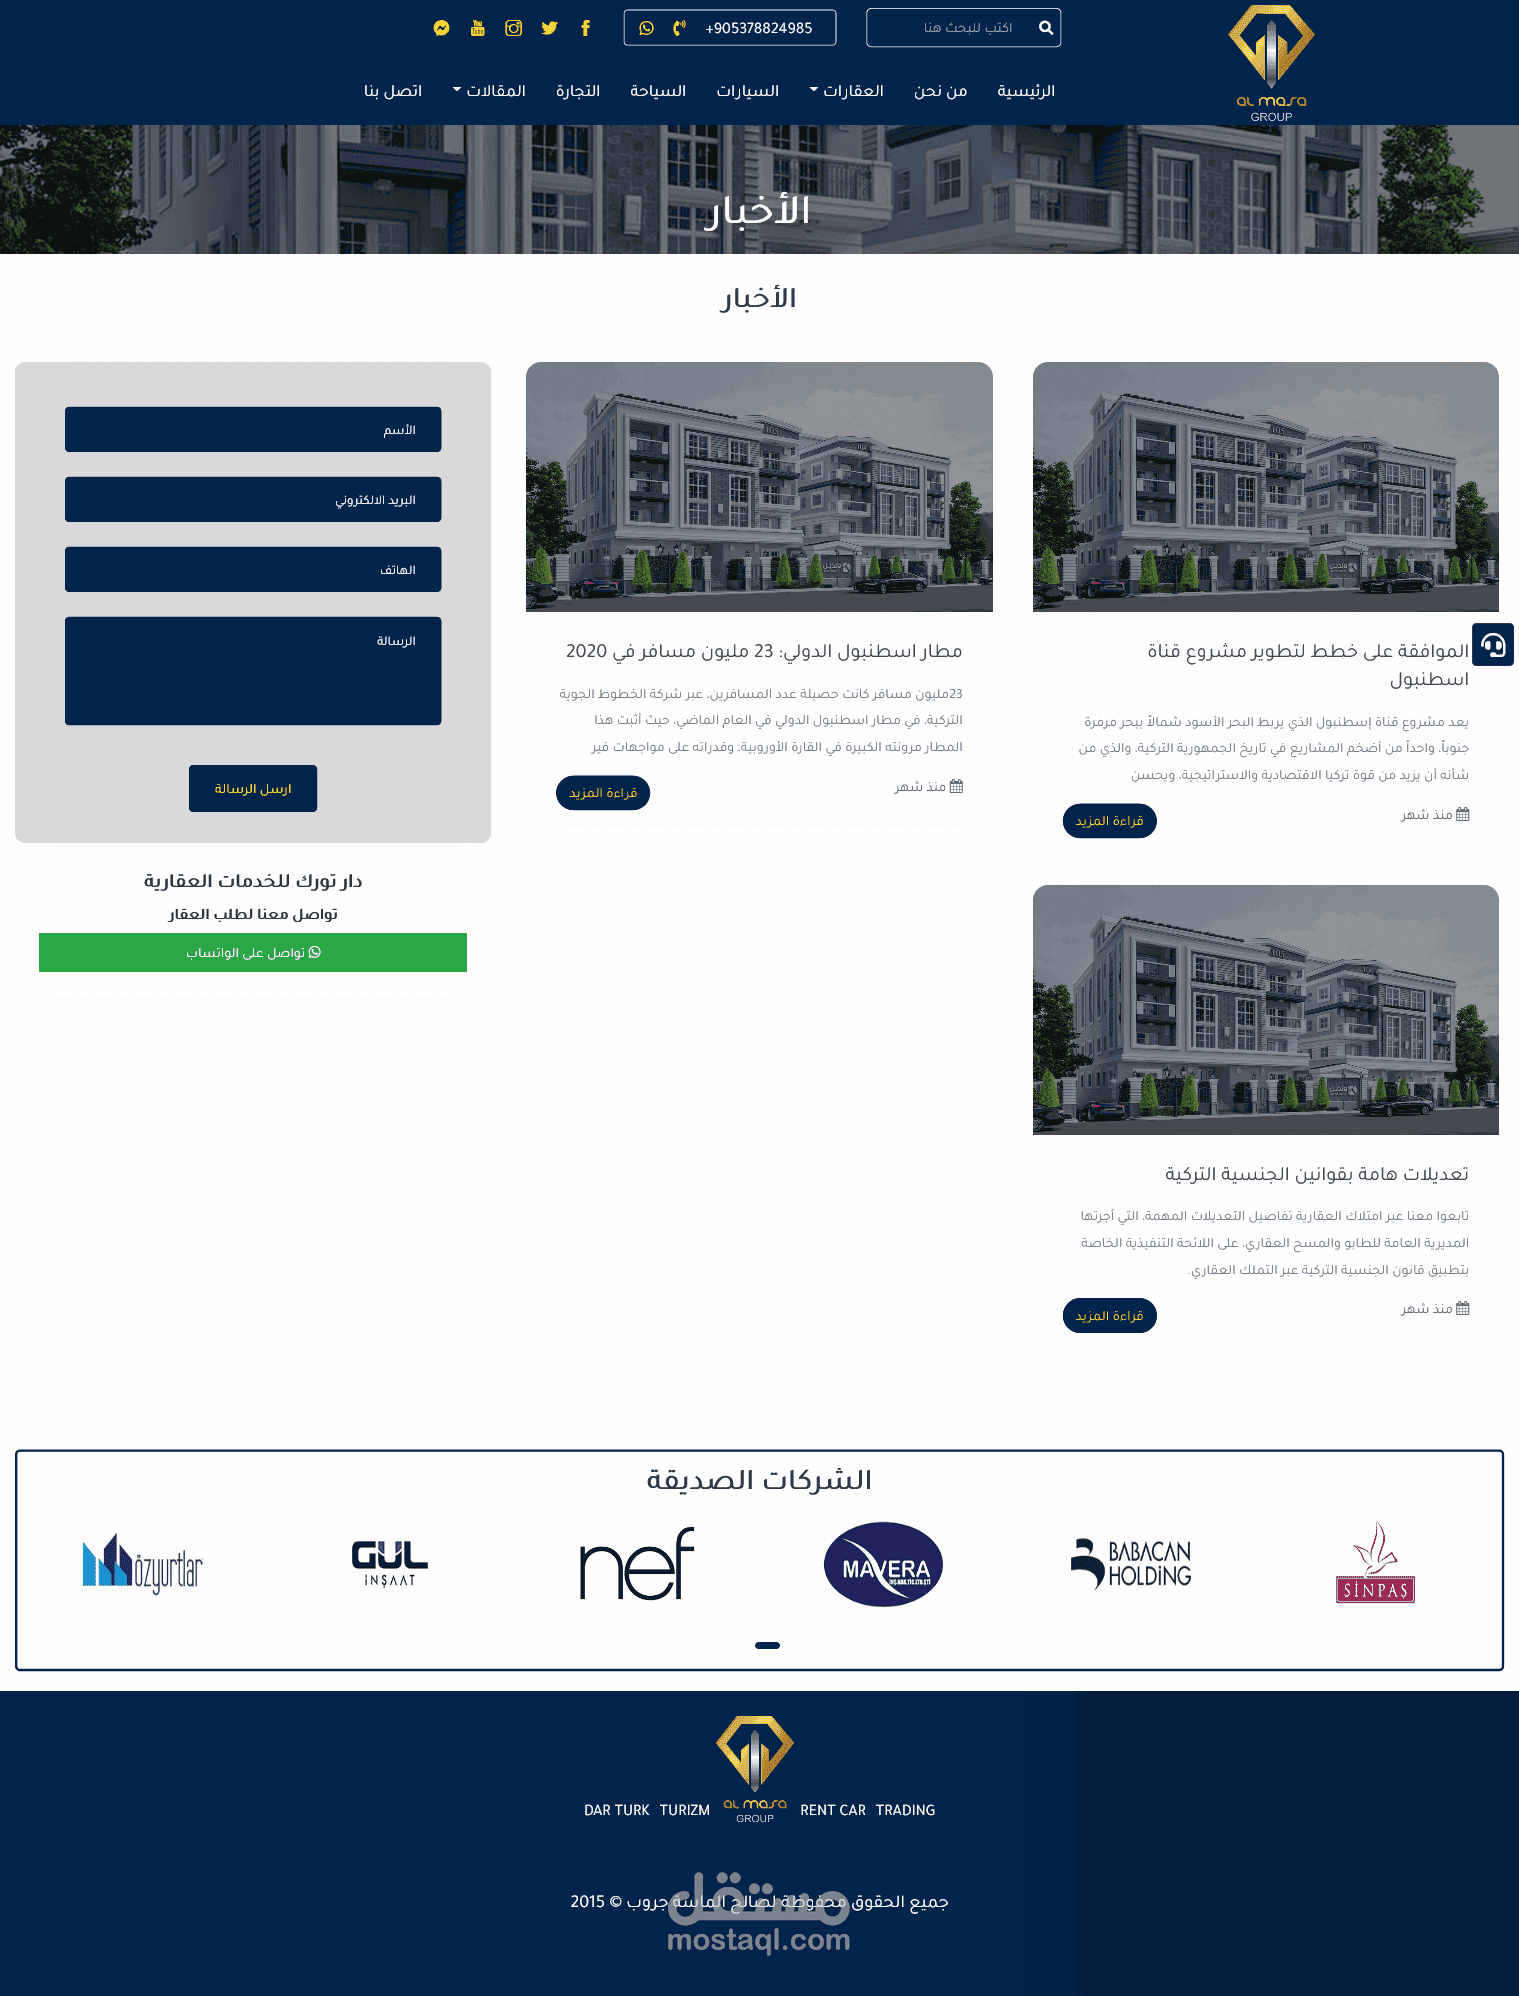 AL MASA
GROUP
اكتب للبحث هنا
+905378824985
الرئيسية
من نحن
العقارات
السيارات
السياحة
التجارة
المقالات
اتصل بنا
الأخبار
الأخبار
الموافقة على خطط لتطوير مشروع قناة
اسطنبول
يعد مشروع قناة إسطنبول الذي يربط البحر الأسود شمالاً ببحر مرمرة
جنوباً، واحداً من أضخم المشاريع في تاريخ الجمهورية التركية، والذي من
شأنه أن يزيد من قوة تركيا الاقتصادية والاستراتيجية، ويحسن
منذ شهر
قراءة المزيد
مطار اسطنبول الدولي: 23 مليون مسافر في 2020
23مليون مسافر كانت حصيلة عدد المسافرين، عبر شركة الخطوط الجوية
التركية، في مطار اسطنبول الدولي في العام الماضي، حيث أثبت هذا
المطار مرونته الكبيرة في القارة الأوروبية، وقدراته على مواجهات فير
منذ شهر
قراءة المزيد
تعديلات هامة بقوانين الجنسية التركية
تابعوا معنا عبر امتلاك العقارية تفاصيل التعديلات المهمة، التي أجرتها
المديرية العامة للطابو والمسح العقاري، على اللائحة التنفيذية الخاصة
بتطبيق قانون الجنسية التركية عبر التملك العقاري.
منذ شهر
قراءة المزيد
الأسم
البريد الالكتروني
الهاتف
الرسالة
ارسل الرسالة
دار تورك للخدمات العقارية
تواصل معنا لطلب العقار
تواصل على الواتساب
الشركات الصديقة
SİNPAŞ
BABACAN
HOLDiNG
MAVERA
nef
GUL
iNŞAAT
özyurtlar
AL MASA
GROUP
DAR TURK
TURIZM
RENT CAR
TRADING
جميع الحقوق محفوظة لصالح الماسة جروب © 2015
مستقل
mostaql.com